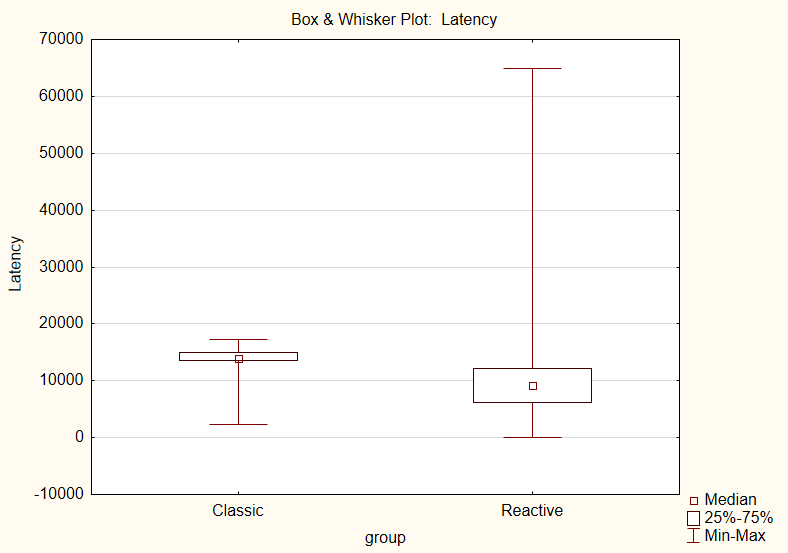 Box & Whisker Plot: Latency
70000
60000
50000
40000
30000
20000
10000
0
-10000
Latency
Classic
Reactive
group
Median
25%-75%
Min-Max